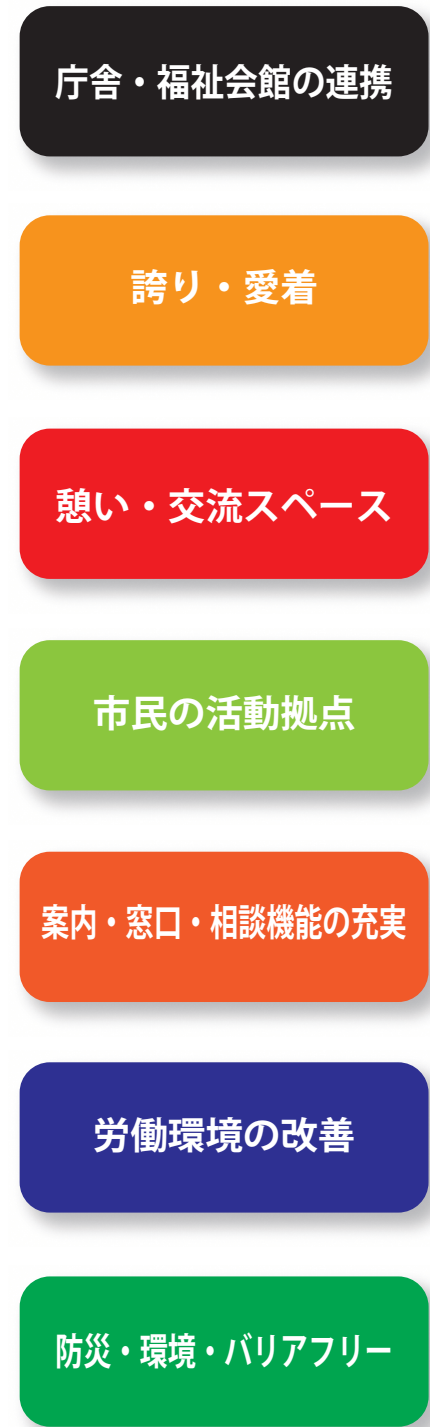 庁舎・福祉会館の連携
誇り・愛着
憩い・交流スペース
市民の活動拠点
案内・窓口・相談機能の充実
労働環境の改善
防災・環境・バリアフリー